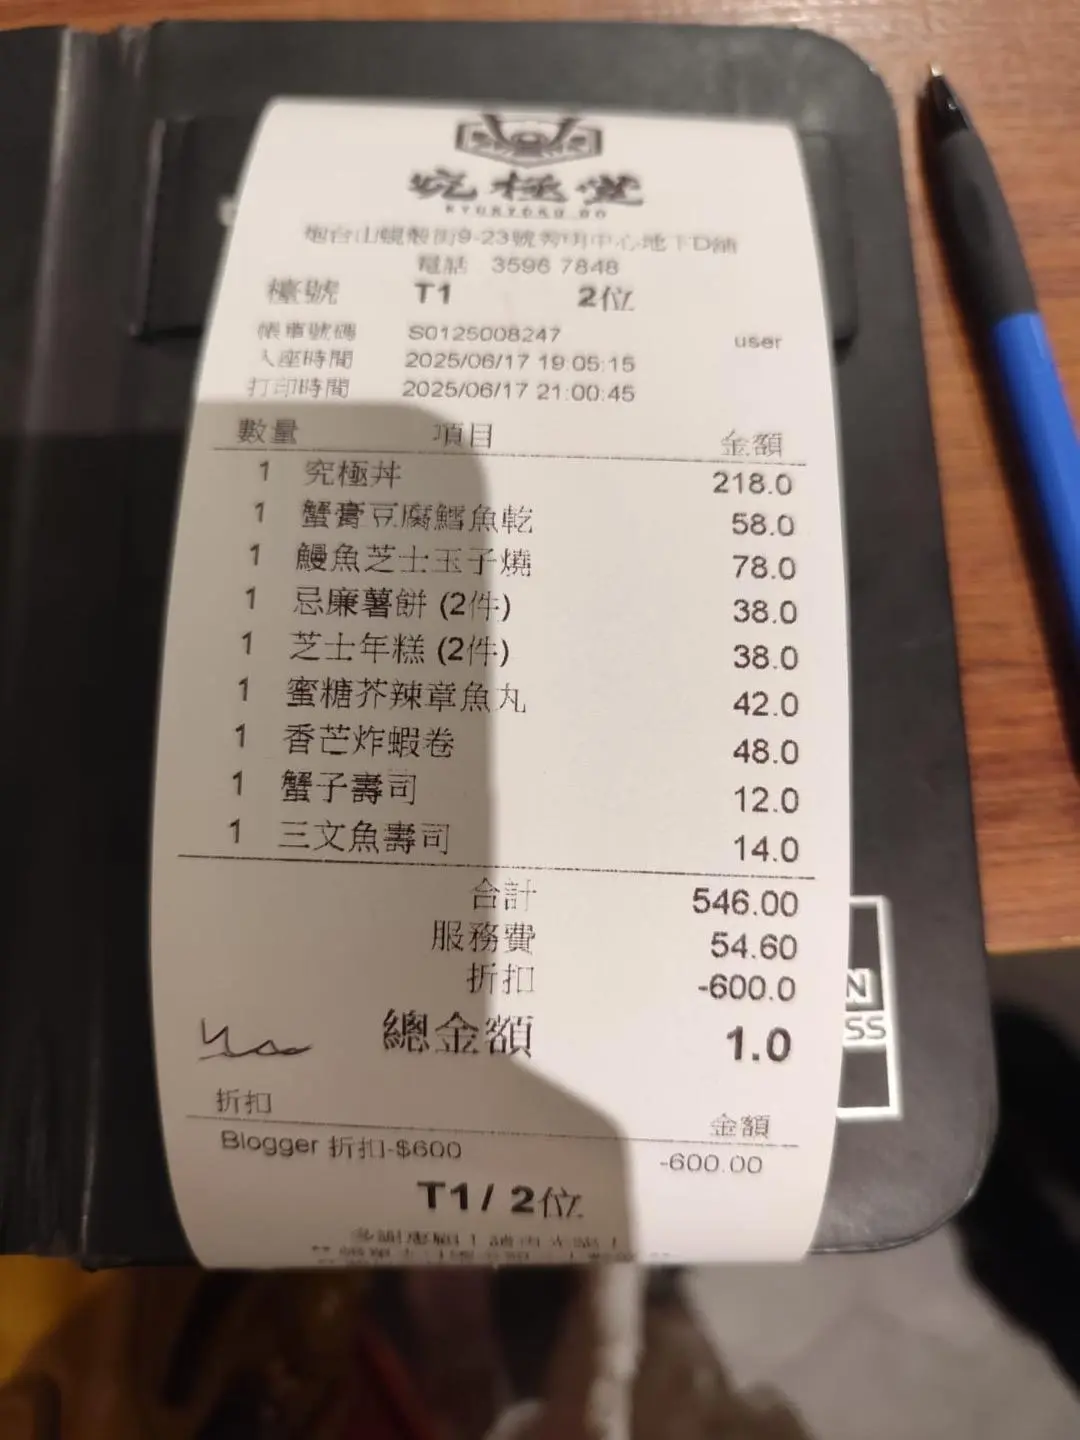 究極堂
KYUKYOKU DO
炮台山蜆殼街9-23號秀明中心地下D舖
電話 3596 7848
檯號 T1 2位
帳單號碼 S0125008247 user
入座時間 2025/06/17 19:05:15
打印時間 2025/06/17 21:00:45
數量 項目 金額
1 究極丼 218.0
1 蟹膏豆腐鱈魚乾 58.0
1 鰻魚芝士玉子燒 78.0
1 忌廉薯餅 (2件) 38.0
1 芝士年糕 (2件) 38.0
1 蜜糖芥辣章魚丸 42.0
1 香芒炸蝦卷 48.0
1 蟹子壽司 12.0
1 三文魚壽司 14.0
合計 546.00
服務費 54.60
折扣 -600.0
總金額 1.0
折扣 金額
Blogger 折扣-$600 -600.00
T1 / 2位
多謝惠顧！
N
SS